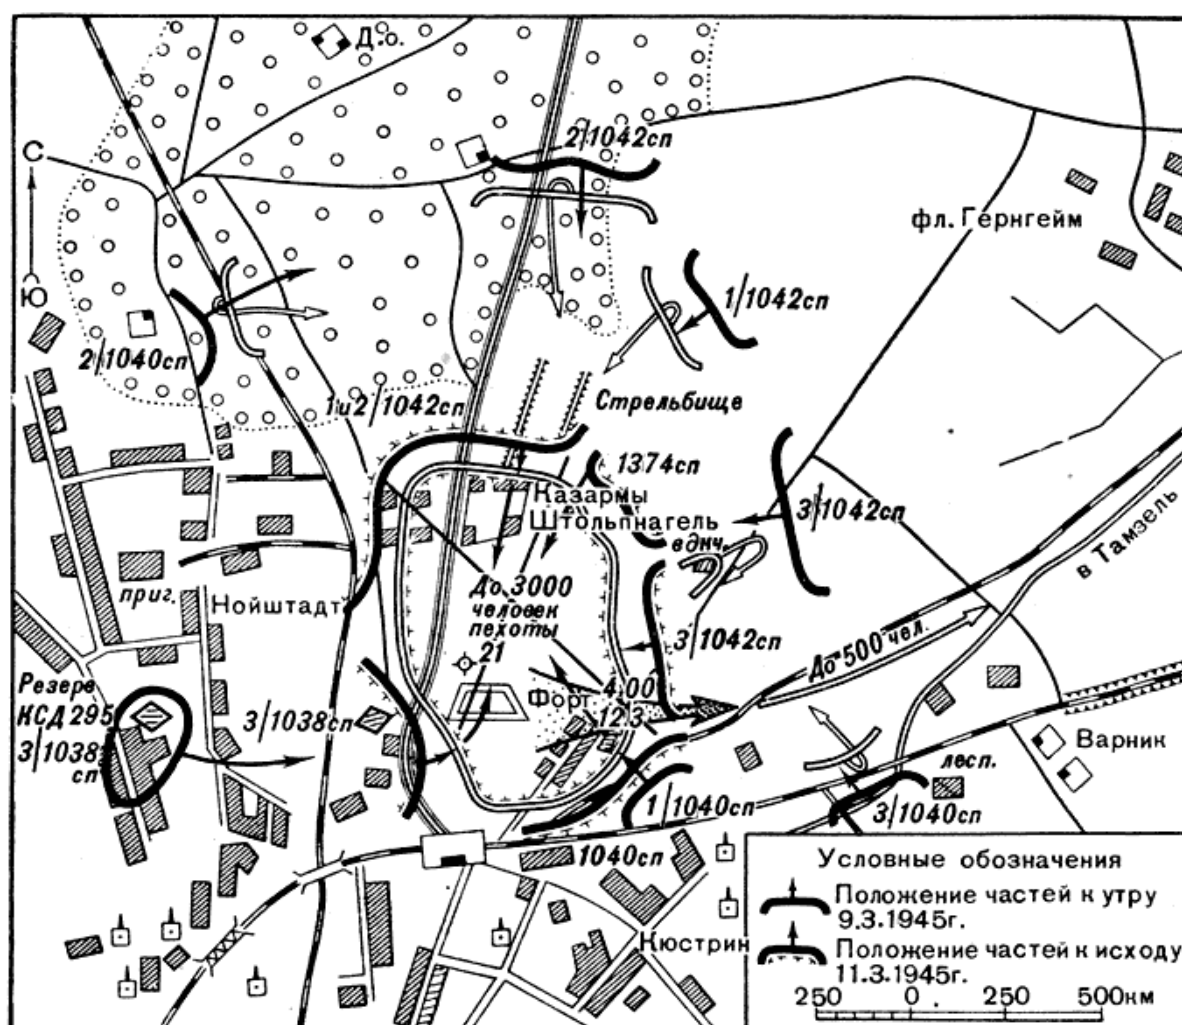 Д.о.
2/1042сп
С
Ю
фл. Гернгейм
1/1042сп
2/1040сп
1и2/1042сп
Стрельбище
1374сп
Казармы
Штольпнагель
вднч.
3/1042сп
в Тамзель
До 3000
человек
пехоты
21
приг.
Нойштадт
3/1042сп
До 500 чел.
Резерв
КСД 295
3/1038
сп
3/1038сп
Форт
4.00
12.3
Варник
лесп.
1/1040сп
3/1040сп
1040сп
Кюстрин
Условные обозначения
Положение частей к утру
9.3.1945г.
Положение частей к исходу
11.3.1945г.
250 0 250 500км